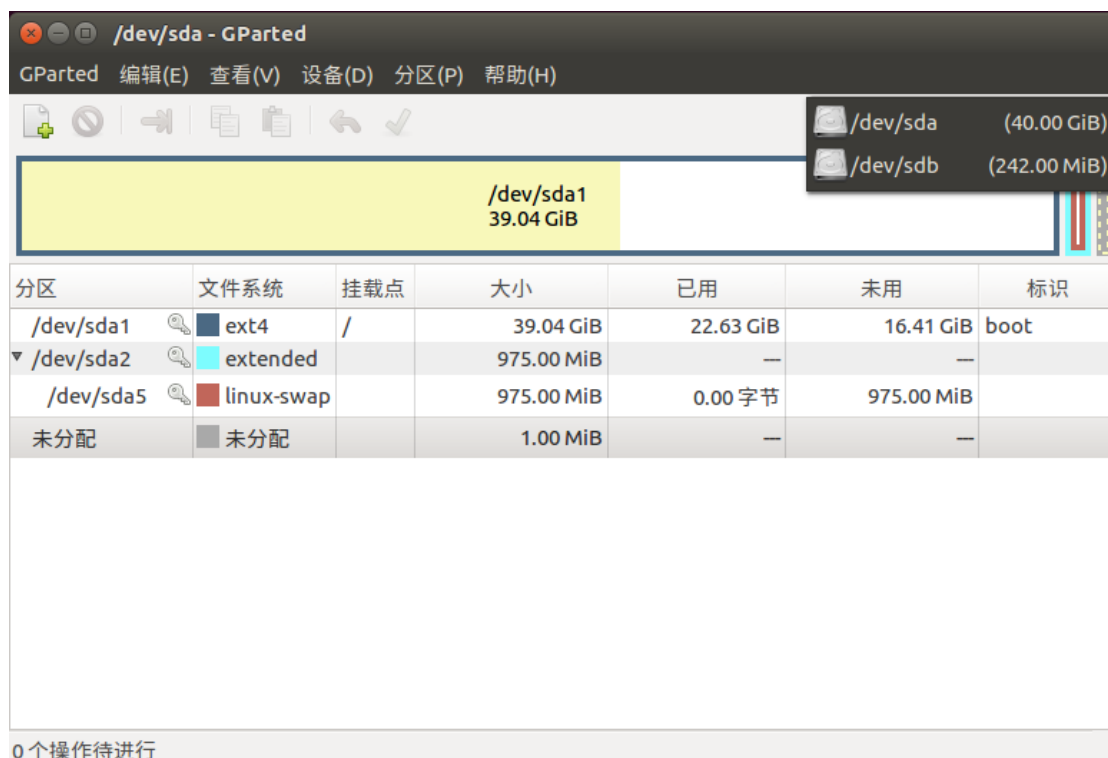 /dev/sda - GParted
GParted 编辑(E) 查看(V) 设备(D) 分区(P) 帮助(H)
/dev/sda (40.00 GiB)
/dev/sdb (242.00 MiB)
/dev/sda1
39.04 GiB
分区 文件系统 挂载点 大小 已用 未用 标识
/dev/sda1 ext4 / 39.04 GiB 22.63 GiB 16.41 GiB boot
/dev/sda2 extended 975.00 MiB --- ---
/dev/sda5 linux-swap 975.00 MiB 0.00 字节 975.00 MiB
未分配 未分配 1.00 MiB --- ---
0 个操作待进行